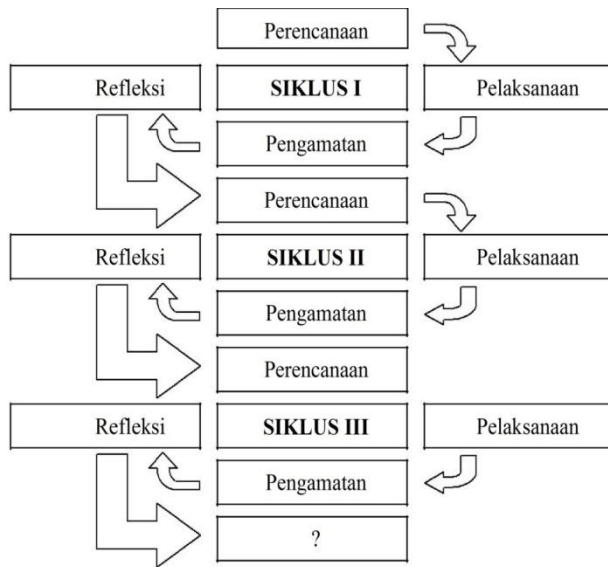 Perencanaan
Refleksi
SIKLUS I
Pelaksanaan
Pengamatan
Perencanaan
Refleksi
SIKLUS II
Pelaksanaan
Pengamatan
Perencanaan
Refleksi
SIKLUS III
Pelaksanaan
Pengamatan
?